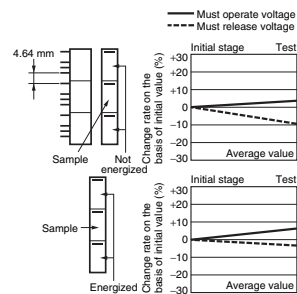 Must operate voltage
Must release voltage
4.64 mm
Sample
Not
energized
Initial stage Test
Change rate on the
basis of initial value (%)
+30
+20
+10
0
−10
−20
−30
Average value
Sample
Energized
Initial stage Test
Change rate on the
basis of initial value (%)
+30
+20
+10
0
−10
−20
−30
Average value